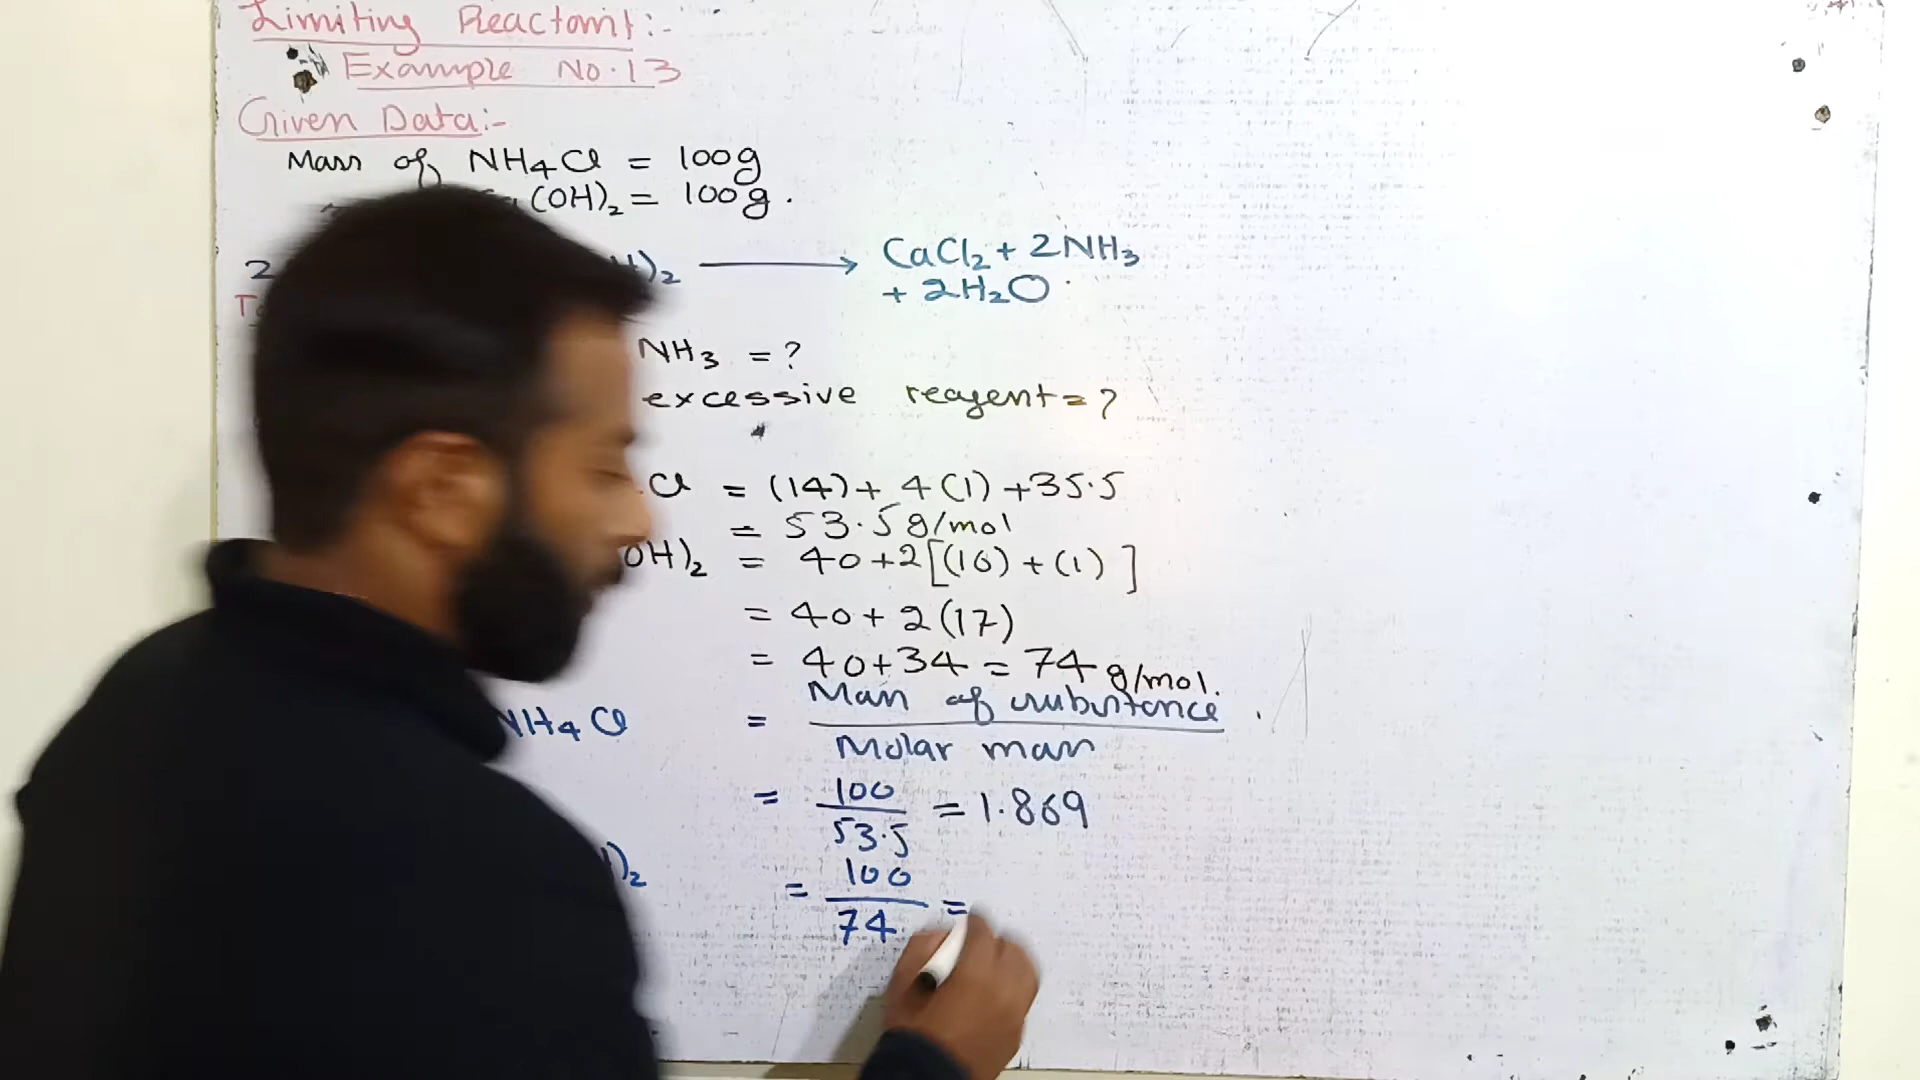 Limiting Reactant:-
Example No.13
Given Data:-
Mass of NH4Cl = 100g
(OH)2 = 100g.
2 )2 ⟶ CaCl2 + 2NH3
+ 2H2O
NH3 = ?
excessive reagent = ?
Cl = (14) + 4(1) + 35.5
= 53.5 g/mol
OH)2 = 40 + 2[(16) + (1)]
= 40 + 2(17)
= 40 + 34 = 74 g/mol.
NH4Cl = Mass of substance / Molar mass
= 100/53.5 = 1.869
)2 = 100/74 =